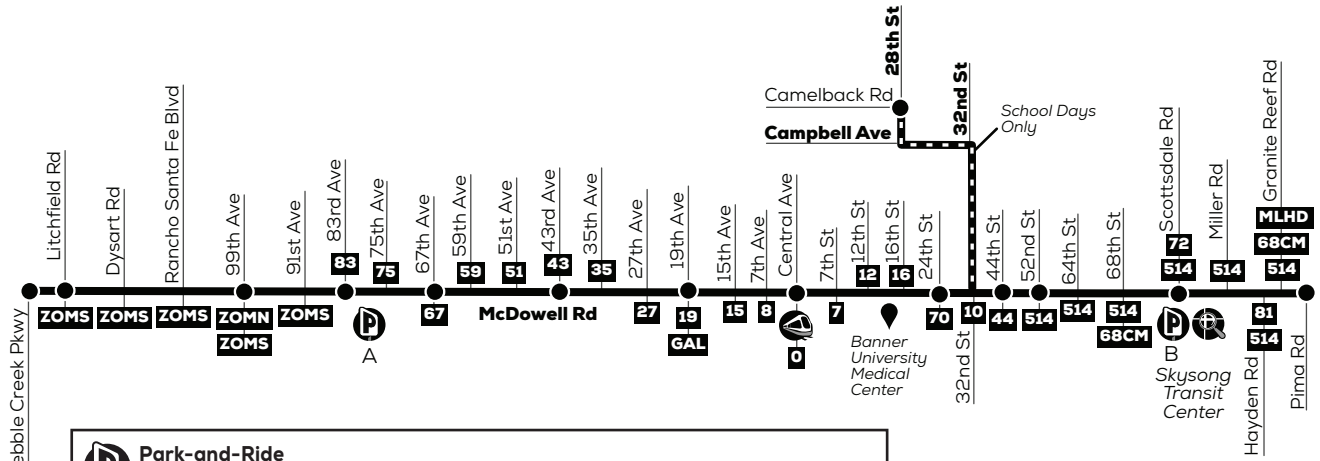 28th St
32nd St
Camelback Rd
Campbell Ave
School Days
Only
Litchfield Rd
Dysart Rd
Rancho Santa Fe Blvd
99th Ave
91st Ave
83rd Ave
75th Ave
67th Ave
59th Ave
51st Ave
43rd Ave
35th Ave
27th Ave
19th Ave
15th Ave
7th Ave
Central Ave
7th St
12th St
16th St
24th St
44th St
52nd St
64th St
68th St
Scottsdale Rd
Miller Rd
Granite Reef Rd
MLHD
72
68CM
83
75
59
51
43
35
12
16
514
514
514
ZOMS
ZOMS
ZOMS
ZOMN
ZOMS
ZOMS
67
McDowell Rd
27
19
GAL
15
8
0
7
70
10
44
514
514
514
68CM
81
514
P
A
Banner
University
Medical
Center
32nd St
P
B
Skysong
Transit
Center
Hayden Rd
Pima Rd
ebble Creek Pkwy
P
Park-and-Ride